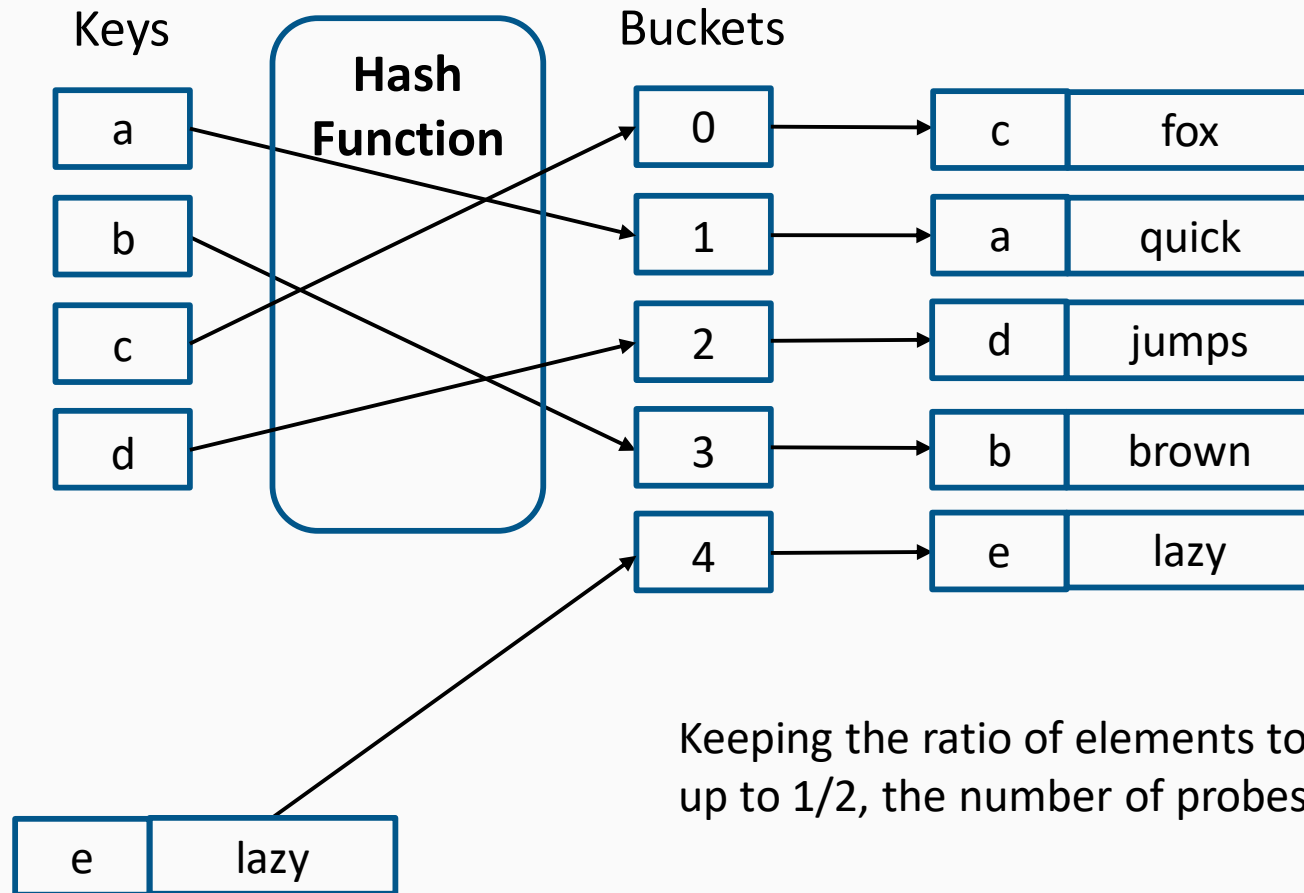 Keys
Buckets
Hash
Function
a
0
c fox
b
1
a quick
c
2
d jumps
d
3
b brown
4
e lazy
Keeping the ratio of elements to
up to 1/2, the number of probes
e lazy